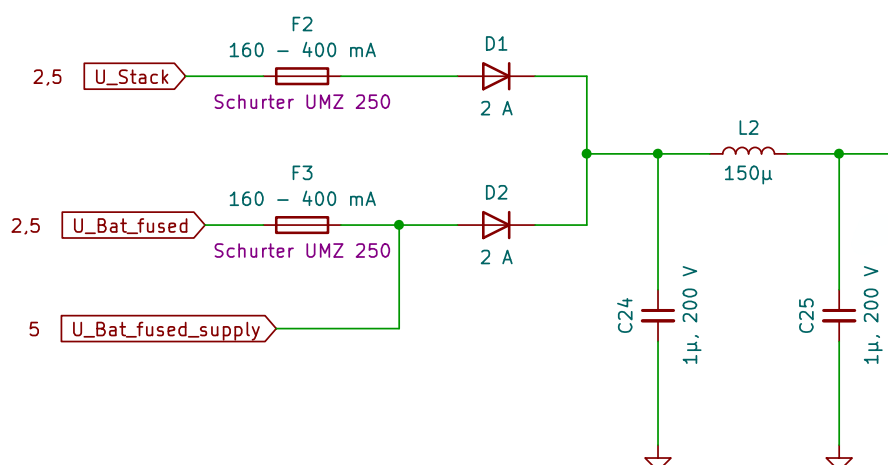 F2
160 – 400 mA
D1
2,5
U_Stack
Schurter UMZ 250
2 A
L2
150µ
F3
160 – 400 mA
D2
2,5
U_Bat_fused
Schurter UMZ 250
2 A
5
U_Bat_fused_supply
C24
1µ, 200 V
C25
1µ, 200 V